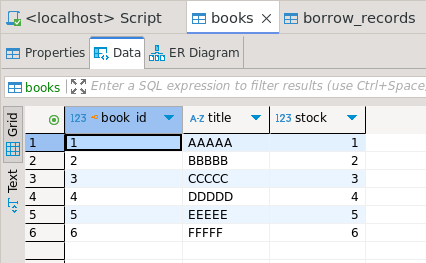 <localhost> Script books × borrow_records
Properties Data ER Diagram
books Enter a SQL expression to filter results (use Ctrl+Space
Grid
Text
123 book_id A-Z title 123 stock
1 1 AAAAA 1
2 2 BBBBB 2
3 3 CCCCC 3
4 4 DDDDD 4
5 5 EEEEE 5
6 6 FFFFF 6